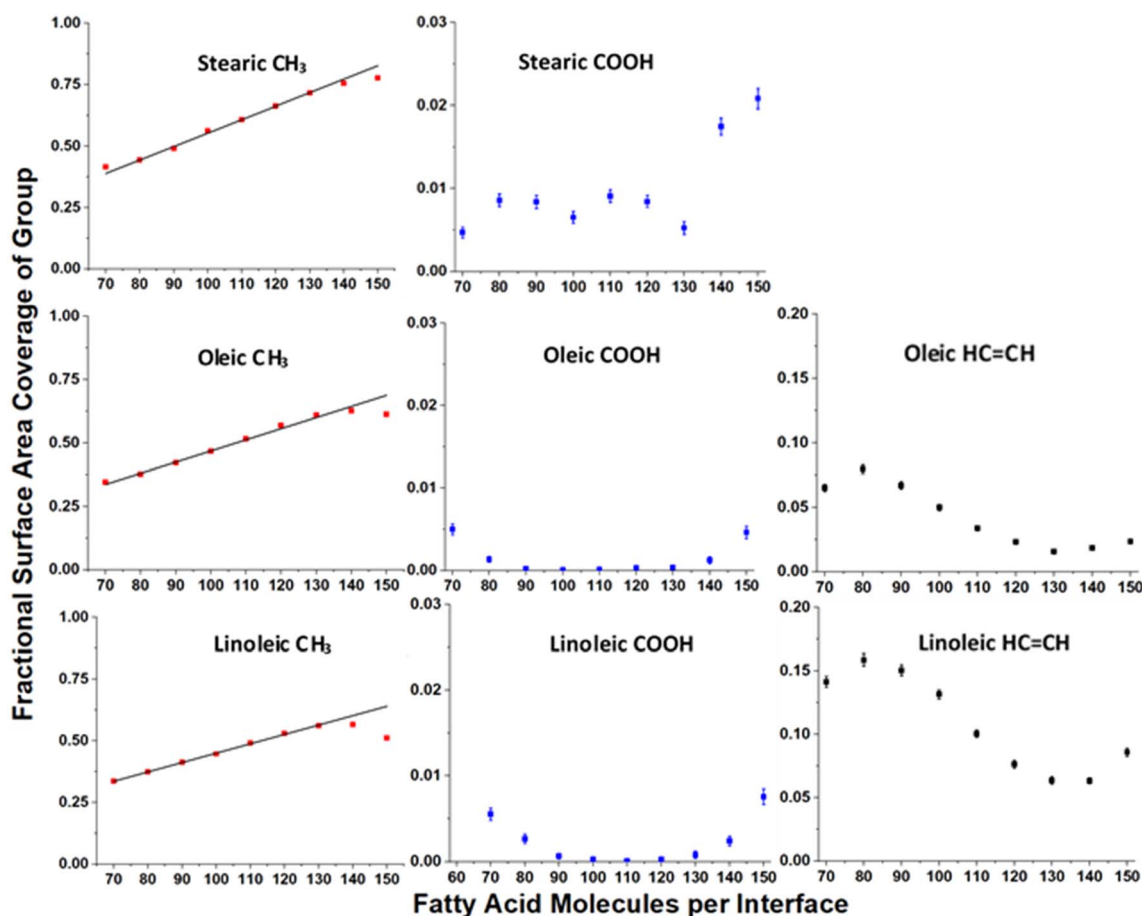 Fractional Surface Area Coverage of Group
Stearic CH₃
1.00
0.75
0.50
0.25
0.00
70 80 90 100 110 120 130 140 150
Stearic COOH
0.03
0.02
0.01
0.00
70 80 90 100 110 120 130 140 150
Oleic CH₃
1.00
0.75
0.50
0.25
0.00
70 80 90 100 110 120 130 140 150
Oleic COOH
0.03
0.02
0.01
0.00
70 80 90 100 110 120 130 140 150
Oleic HC=CH
0.20
0.15
0.10
0.05
0.00
70 80 90 100 110 120 130 140 150
Linoleic CH₃
1.00
0.75
0.50
0.25
0.00
70 80 90 100 110 120 130 140 150
Linoleic COOH
0.03
0.02
0.01
0.00
60 70 80 90 100 110 120 130 140 150
Linoleic HC=CH
0.20
0.15
0.10
0.05
0.00
70 80 90 100 110 120 130 140 150
Fatty Acid Molecules per Interface